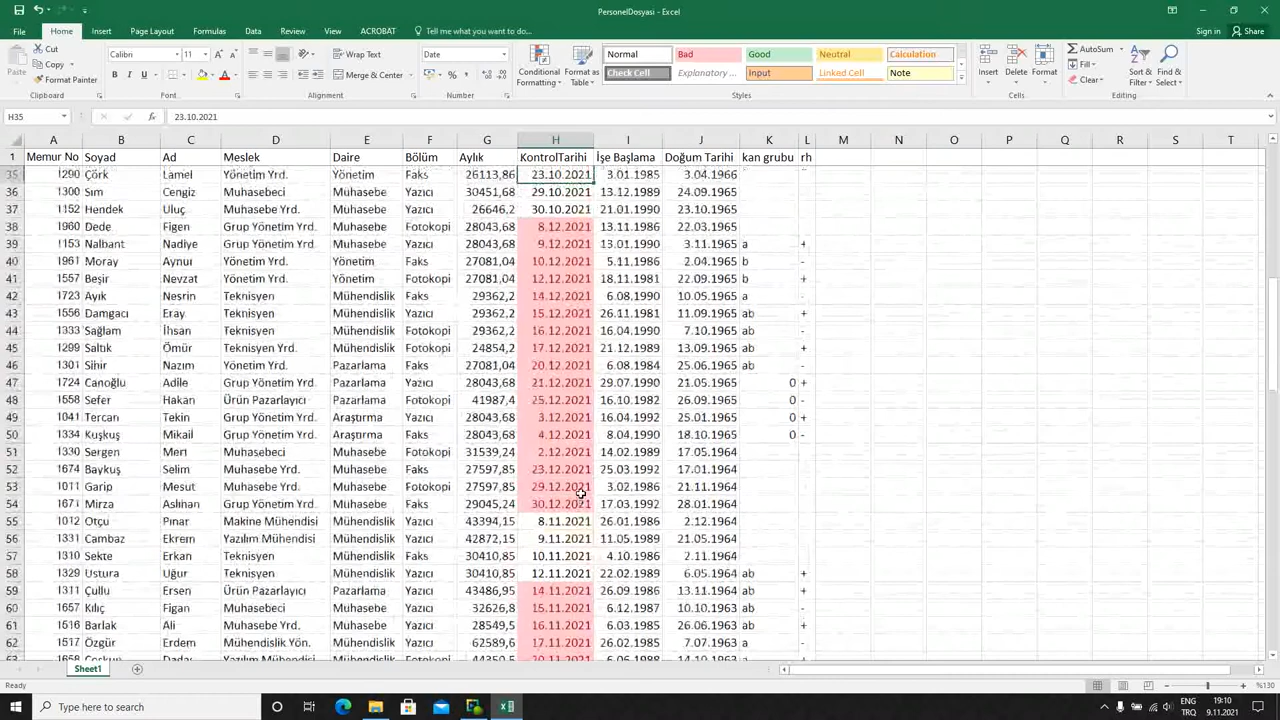 PersonelDosyası - Excel
Sign in Share
File Home Insert Page Layout Formulas Data Review View ACROBAT Tell me what you want to do...
Cut
Copy
Format Painter
Paste
Clipboard
Calibri 11
B I U
Font
Wrap Text
Merge & Center
Alignment
Date
Number
Conditional Formatting
Format as Table
Normal Bad Good Neutral Calculation
Check Cell Explanatory ... Input Linked Cell Note
Styles
Insert Delete Format
Cells
AutoSum
Fill
Clear
Sort & Filter
Find & Select
Editing
H35 fx 23.10.2021
A B C D E F G H I J K L M N O P Q R S T
1 Memur No Soyad Ad Meslek Daire Bölüm Aylık KontrolTarihi İşe Başlama Doğum Tarihi kan grubu rh
35 1290 Çörk Lamel Yönetim Yrd. Yönetim Faks 26113,86 23.10.2021 3.01.1985 3.04.1966
36 1300 Sım Cengiz Muhasebeci Muhasebe Yazıcı 30451,68 29.10.2021 13.12.1989 24.09.1965
37 1152 Hendek Uluç Muhasebe Yrd. Muhasebe Yazıcı 26646,2 30.10.2021 21.01.1990 23.10.1965
38 1960 Dede Figen Grup Yönetim Yrd. Muhasebe Fotokopi 28043,68 8.12.2021 13.11.1986 22.03.1965
39 1153 Nalbant Nadiye Grup Yönetim Yrd. Muhasebe Yazıcı 28043,68 9.12.2021 13.01.1990 3.11.1965 a +
40 1961 Moray Aynur Yönetim Yrd. Muhasebe Yazıcı 27081,04 10.12.2021 5.11.1986 2.04.1965 b -
41 1557 Beşir Nevzat Yönetim Yrd. Yönetim Fotokopi 27081,04 12.12.2021 18.11.1981 22.09.1965 b +
42 1723 Ayık Nesrin Teknisyen Mühendislik Faks 29362,2 14.12.2021 6.08.1990 10.05.1965 a -
43 1556 Damgacı Eray Teknisyen Mühendislik Yazıcı 29362,2 15.12.2021 26.11.1981 11.09.1965 ab +
44 1333 Sağlam İhsan Teknisyen Mühendislik Fotokopi 29362,2 16.12.2021 16.04.1990 7.10.1965 ab -
45 1299 Saltık Ömür Teknisyen Yrd. Mühendislik Fotokopi 24854,2 17.12.2021 21.12.1989 13.09.1965 ab +
46 1301 Sihir Nazım Yönetim Yrd. Pazarlama Yazıcı 27081,04 20.12.2021 6.08.1984 25.06.1965 ab -
47 1724 Canoğlu Adile Grup Yönetim Yrd. Pazarlama Yazıcı 28043,68 21.12.2021 29.07.1990 21.05.1965 0 +
48 1558 Sefer Hakan Ürün Pazarlayıcı Pazarlama Fotokopi 41987,4 25.12.2021 16.10.1982 26.09.1965 0 -
49 1041 Tercan Tekin Grup Yönetim Yrd. Araştırma Yazıcı 28043,68 3.12.2021 16.04.1992 25.01.1965 0 +
50 1334 Kuşkuş Mikail Grup Yönetim Yrd. Araştırma Faks 28043,68 4.12.2021 8.04.1990 18.10.1965 0 -
51 1330 Sergen Mert Muhasebeci Muhasebe Yazıcı 31539,24 2.12.2021 14.02.1989 17.05.1964
52 1674 Baykuş Selim Muhasebe Yrd. Muhasebe Faks 27597,85 23.12.2021 25.03.1992 17.01.1964
53 1011 Garip Mesut Muhasebe Yrd. Muhasebe Fotokopi 27597,85 29.12.2021 3.02.1986 21.11.1964
54 1671 Mirza Aslıhan Grup Yönetim Yrd. Muhasebe Faks 29045,24 30.12.2021 17.03.1992 28.01.1964
55 1012 Otçu Pınar Makine Mühendisi Mühendislik Yazıcı 43394,15 8.11.2021 26.01.1986 2.12.1964
56 1331 Cambaz Ekrem Yazılım Mühendisi Mühendislik Yazıcı 42872,15 9.11.2021 11.05.1989 21.05.1964
57 1310 Sekte Erkan Teknisyen Mühendislik Faks 30410,85 10.11.2021 4.10.1986 2.11.1964
58 1329 Ustura Uğur Teknisyen Mühendislik Yazıcı 30410,85 12.11.2021 22.02.1989 6.05.1964 ab +
59 1311 Çullu Ersen Ürün Pazarlayıcı Pazarlama Yazıcı 43486,95 14.11.2021 26.09.1986 13.11.1964 ab -
60 1657 Kılıç Figan Muhasebeci Muhasebe Yazıcı 32626,8 15.11.2021 6.12.1987 10.10.1963 ab -
61 1516 Barlak Ali Muhasebe Yrd. Muhasebe Yazıcı 28549,5 16.11.2021 3.06.1985 26.06.1963 ab +
62 1517 Özgür Erdem Mühendislik Yön. Mühendislik Yazıcı 62589,6 17.11.2021 26.02.1985 7.07.1963 a -
Sheet1
Ready %130
Type here to search
ENG
TRQ
19:10
9.11.2021